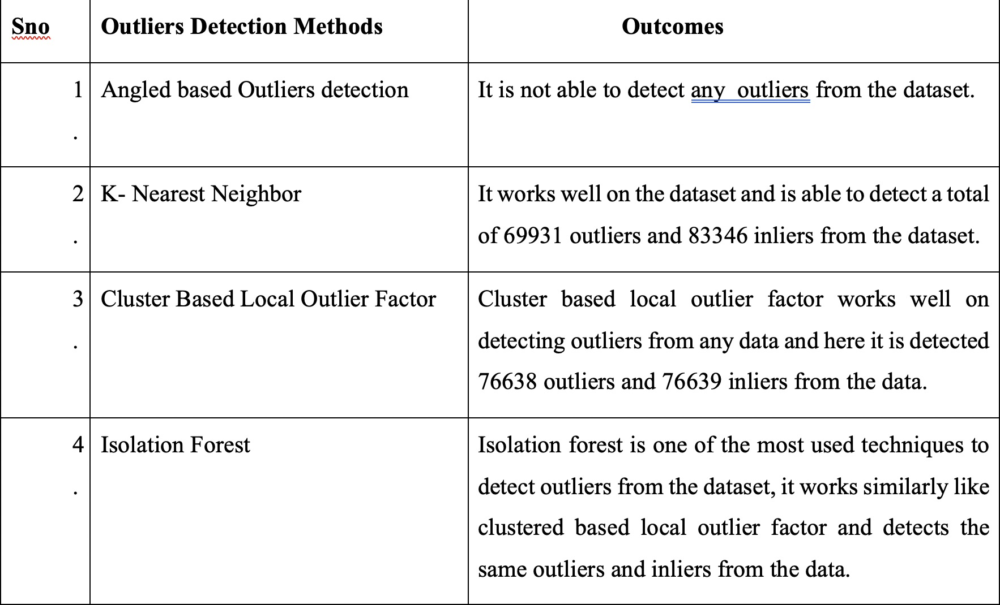 Sno Outliers Detection Methods Outcomes
1 Angled based Outliers detection It is not able to detect any  outliers from the dataset.
.
2 K- Nearest Neighbor It works well on the dataset and is able to detect a total
. of 69931 outliers and 83346 inliers from the dataset.
3 Cluster Based Local Outlier Factor Cluster based local outlier factor works well on
. detecting outliers from any data and here it is detected
76638 outliers and 76639 inliers from the data.
4 Isolation Forest Isolation forest is one of the most used techniques to
. detect outliers from the dataset, it works similarly like
clustered based local outlier factor and detects the
same outliers and inliers from the data.